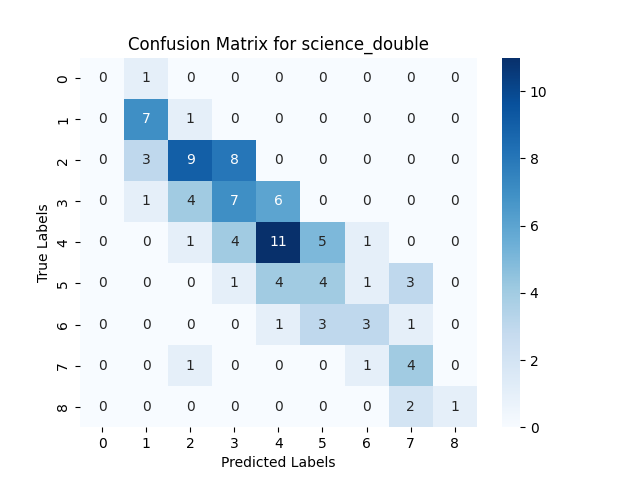 Confusion Matrix for science_double
True Labels
0 0 1 0 0 0 0 0 0 0
1 0 7 1 0 0 0 0 0 0
2 0 3 9 8 0 0 0 0 0
3 0 1 4 7 6 0 0 0 0
4 0 0 1 4 11 5 1 0 0
5 0 0 0 1 4 4 1 3 0
6 0 0 0 0 1 3 3 1 0
7 0 0 1 0 0 0 1 4 0
8 0 0 0 0 0 0 0 2 1
0 1 2 3 4 5 6 7 8
Predicted Labels
10
8
6
4
2
0